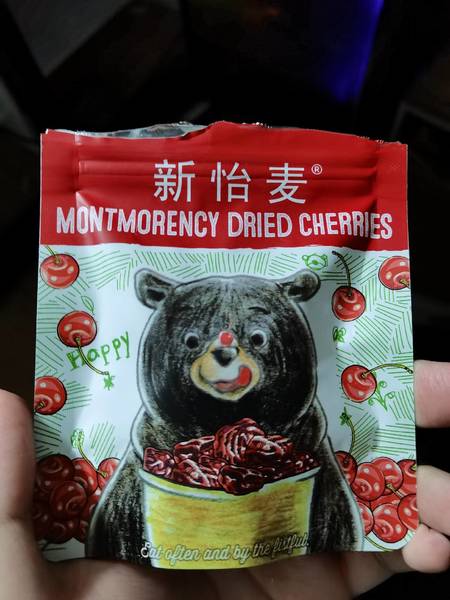 新怡麦®
MONTMORENCY DRIED CHERRIES
Happy
Eat often and by the fistful